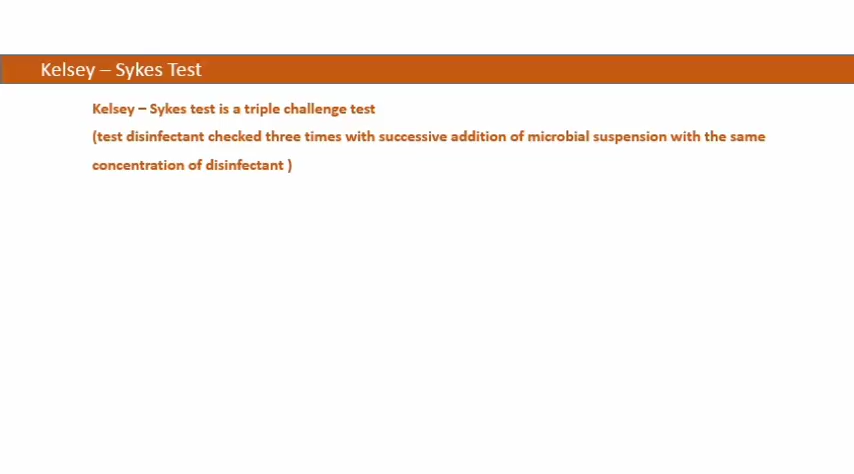 Kelsey – Sykes Test
Kelsey – Sykes test is a triple challenge test
(test disinfectant checked three times with successive addition of microbial suspension with the same
concentration of disinfectant )